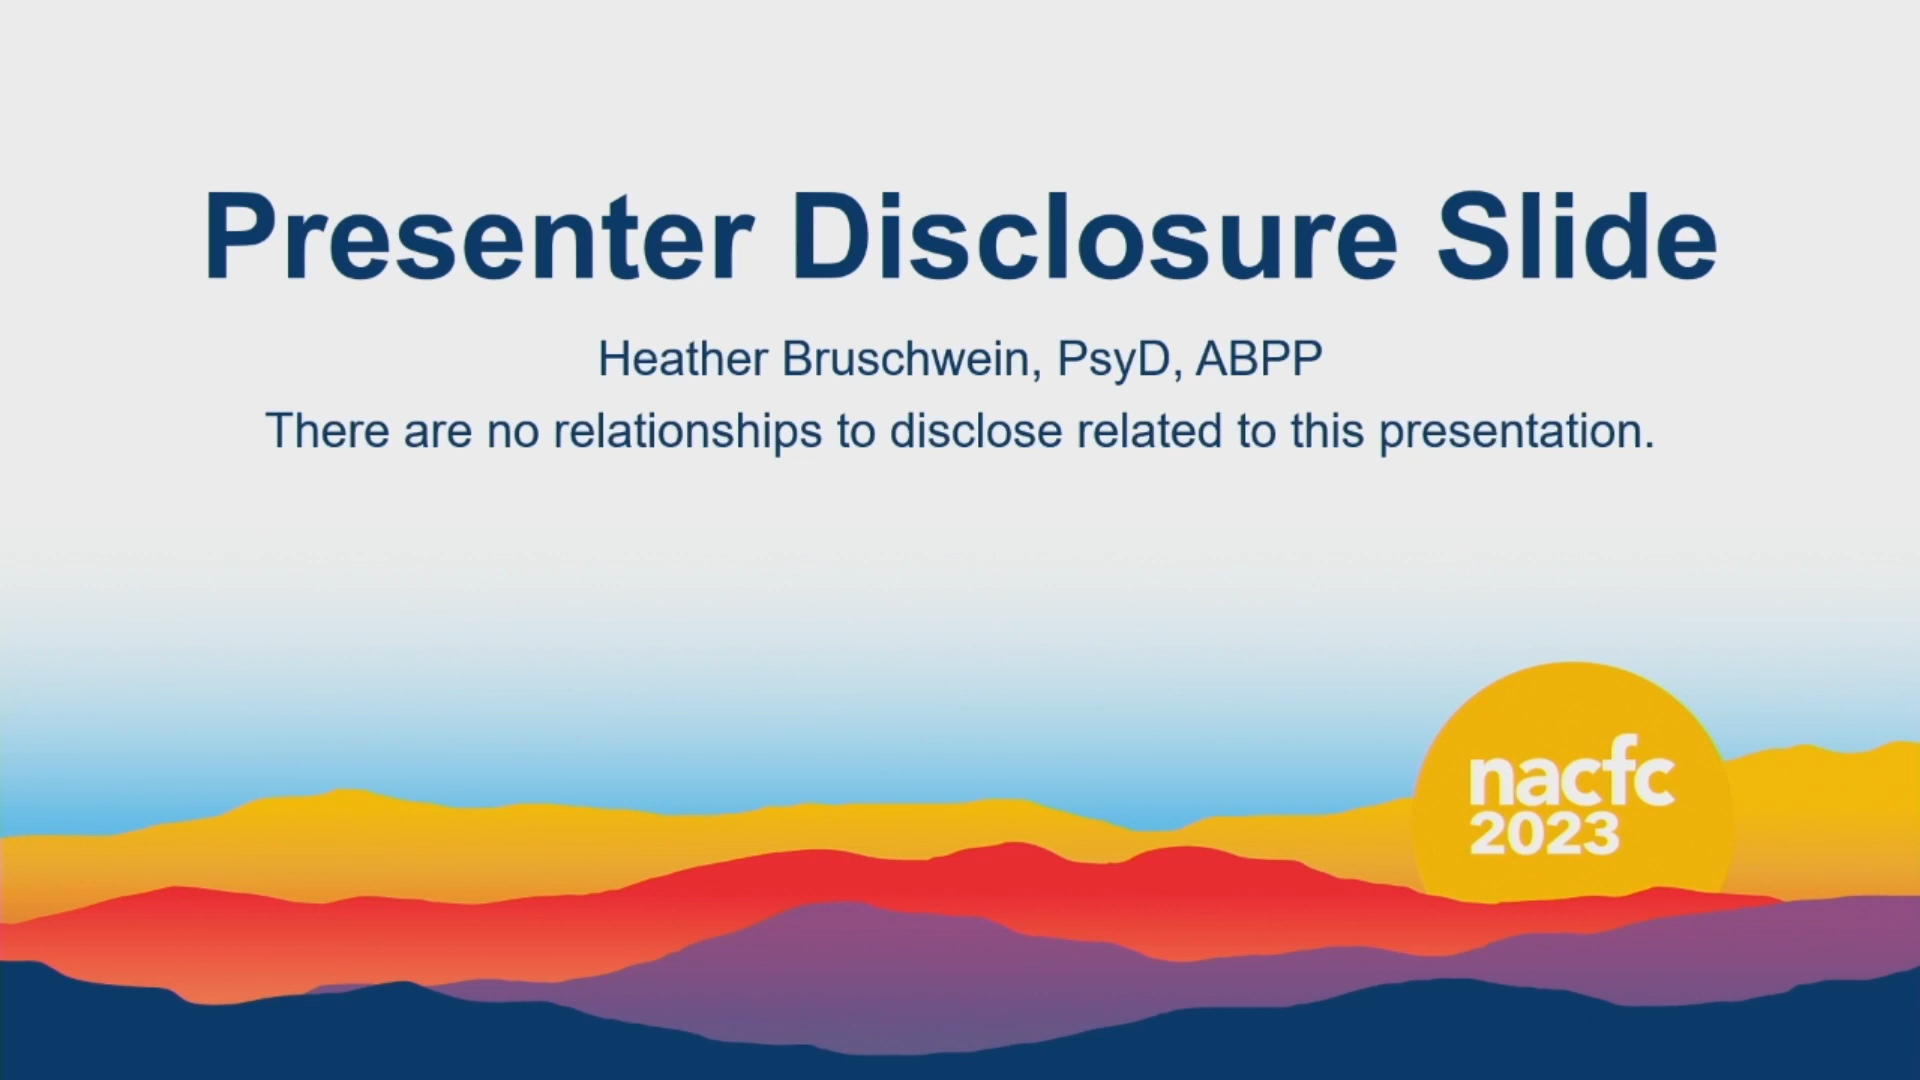 Presenter Disclosure Slide
Heather Bruschwein, PsyD, ABPP
There are no relationships to disclose related to this presentation.
nacfc
2023